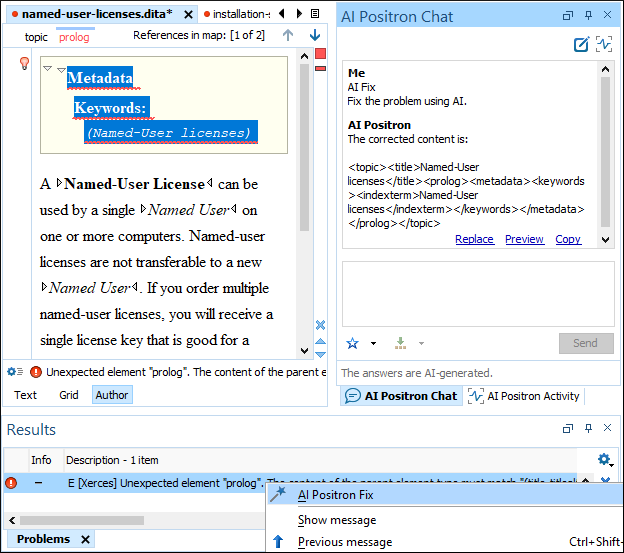 named-user-licenses.dita*
installation-s
topic
prolog
References in map: [1 of 2]
Metadata
Keywords:
(Named-User licenses)
A Named-User License can be
used by a single Named User on
one or more computers. Named-user
licenses are not transferable to a new
Named User. If you order multiple
named-user licenses, you will receive a
single license key that is good for a
Unexpected element "prolog". The content of the parent e
Text
Grid
Author
AI Positron Chat
Me
AI Fix
Fix the problem using AI.
AI Positron
The corrected content is:
<topic><title>Named-User
licenses</title><prolog><metadata><keywords
><indexterm>Named-User
licenses</indexterm></keywords></metadata>
</prolog></topic>
Replace
Preview
Copy
Send
The answers are AI-generated.
AI Positron Chat
AI Positron Activity
Results
Info
Description - 1 item
E [Xerces] Unexpected element "prolog". The content of the parent element type must match "(title,titleal
AI Positron Fix
Show message
Previous message
Ctrl+Shift-
Problems